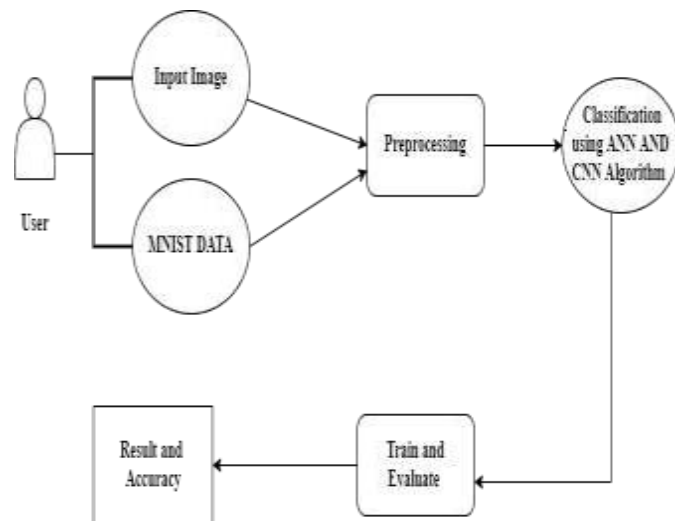 Input Image
User
MNIST DATA
Preprocessing
Classification
using ANN AND
CNN Algorithm
Train and
Evaluate
Result and
Accuracy